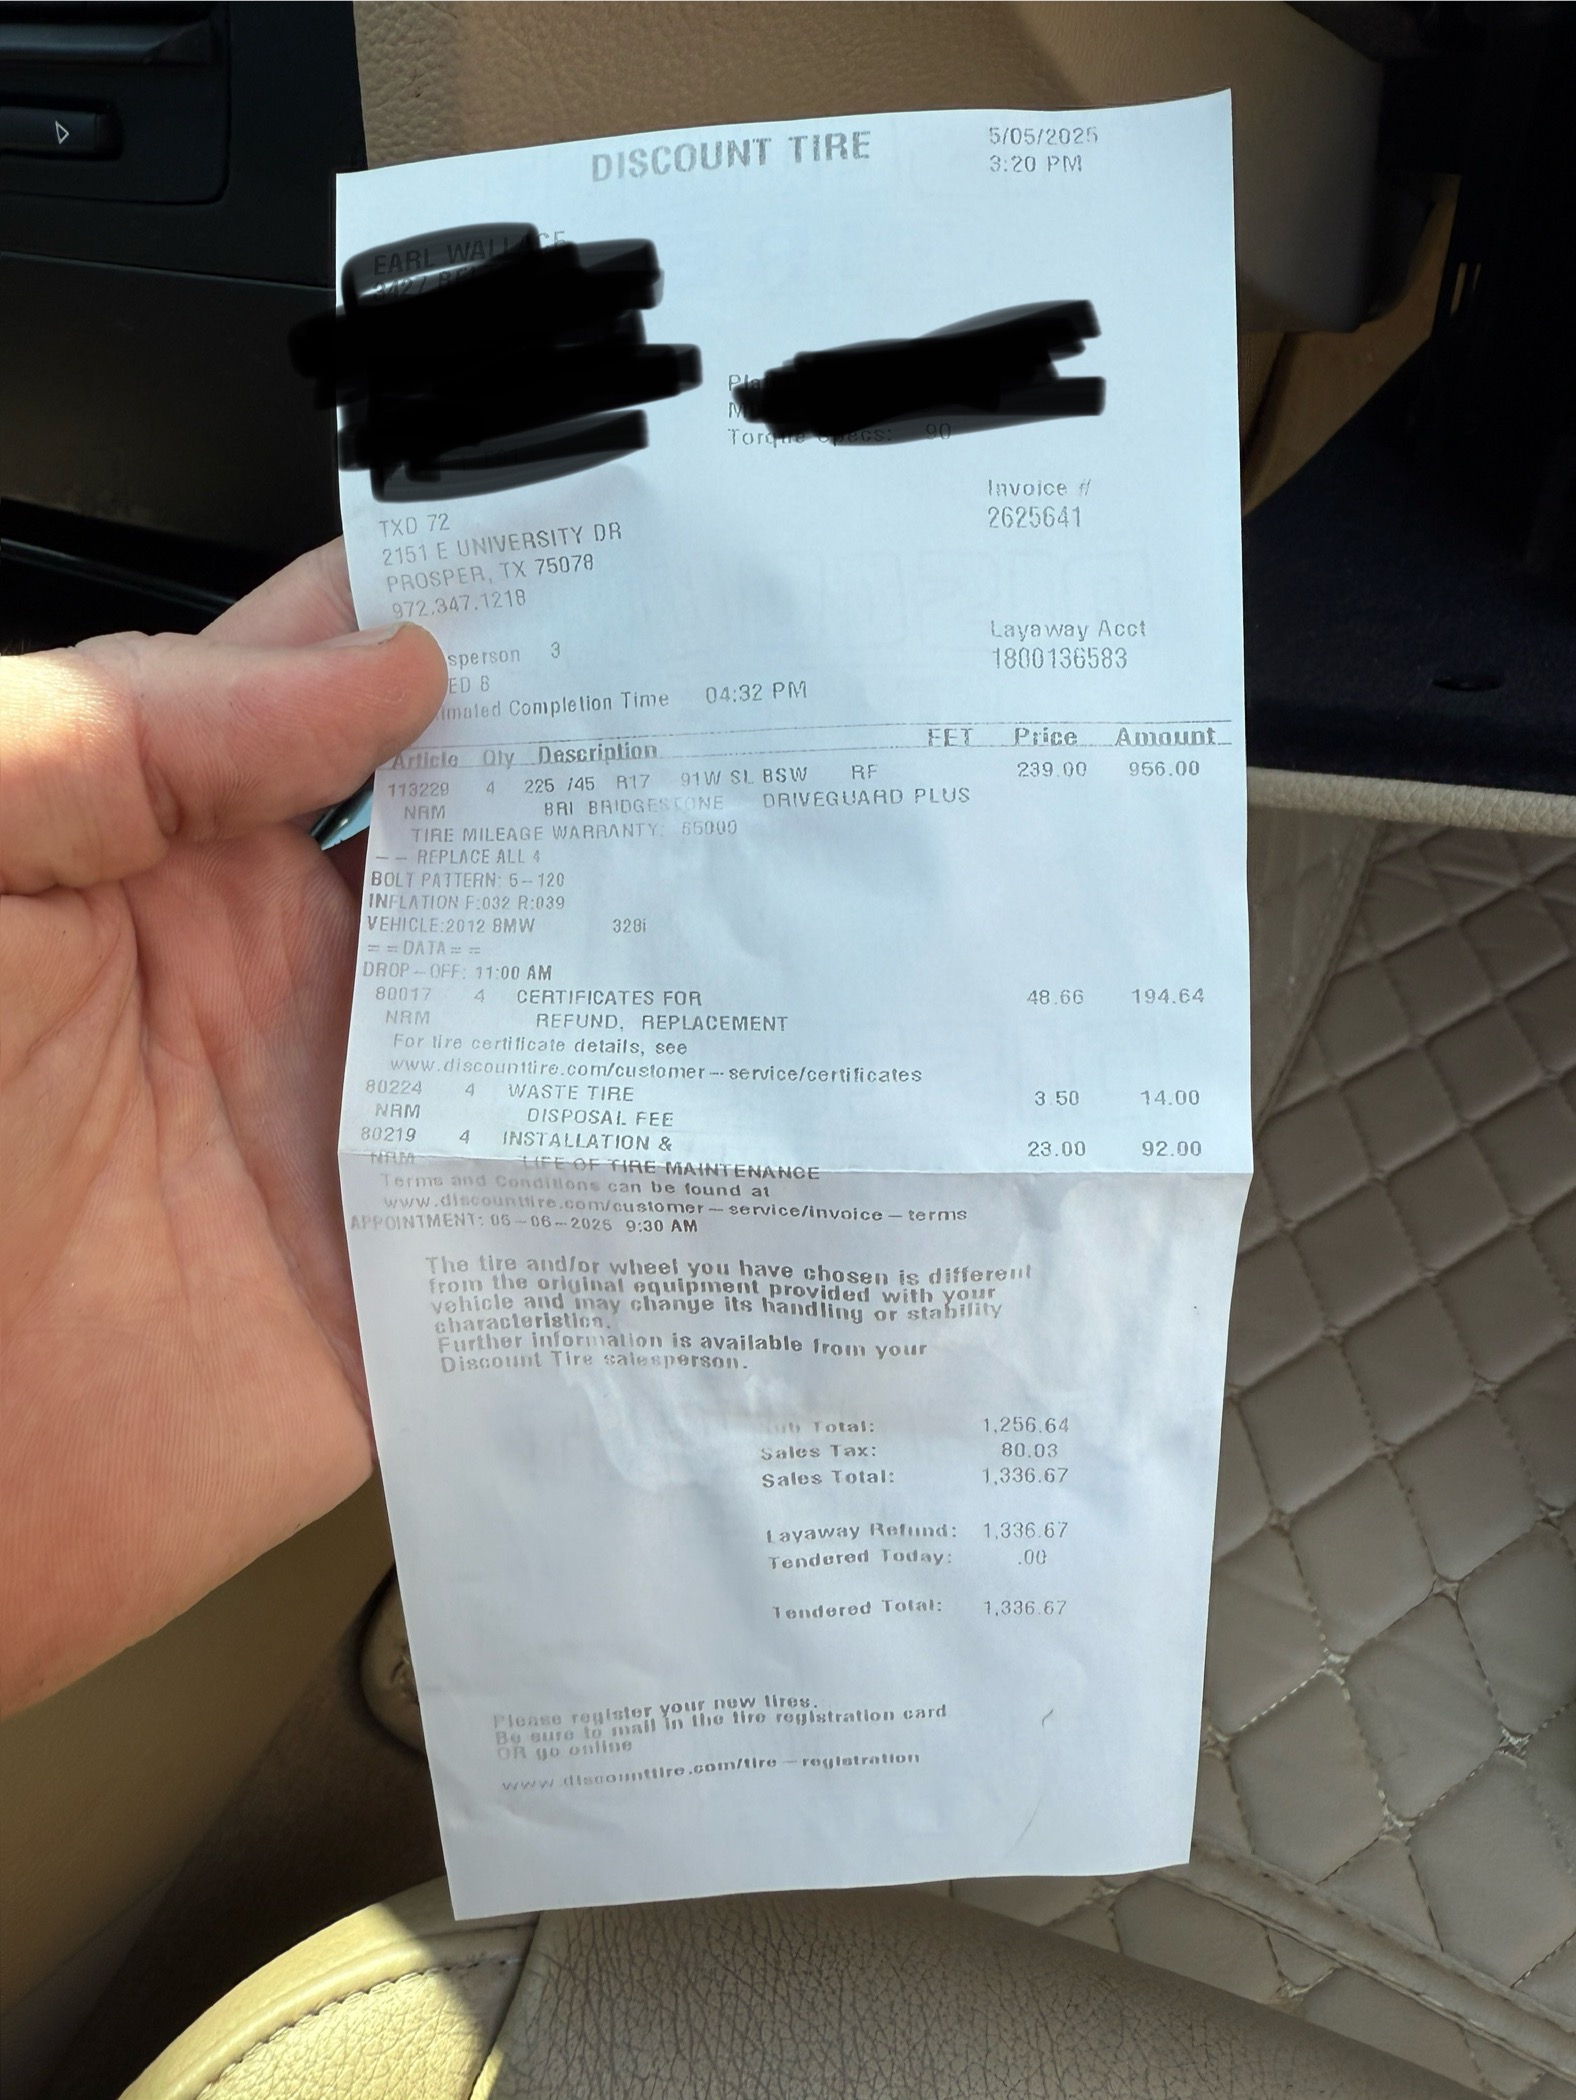 DISCOUNT TIRE
5/05/2025
3:20 PM
Torque Specs: 90
Invoice #
2625641
TXD 72
2151 E UNIVERSITY DR
PROSPER, TX 75078
972.347.1218
Layaway Acct
1800136583
sperson 3
ED 8
imated Completion Time 04:32 PM
Article Qty Description FET Price Amount
113229 4 225 /45 R17 91W SL BSW RF 239.00 956.00
NRM BRI BRIDGESTONE DRIVEGUARD PLUS
TIRE MILEAGE WARRANTY: 65000
-- REPLACE ALL 4
BOLT PATTERN: 5-120
INFLATION F:032 R:039
VEHICLE:2012 BMW 328i
==DATA==
DROP-OFF: 11:00 AM
80017 4 CERTIFICATES FOR 48.66 194.64
NRM REFUND, REPLACEMENT
For tire certificate details, see
www.discounttire.com/customer-service/certificates
80224 4 WASTE TIRE 3.50 14.00
NRM DISPOSAL FEE
80219 4 INSTALLATION & 23.00 92.00
NRM LIFE OF TIRE MAINTENANCE
Terms and Conditions can be found at
www.discounttire.com/customer-service/invoice-terms
APPOINTMENT: 9:30 AM
The tire and/or wheel you have chosen is different
from the original equipment provided with your
vehicle and may change its handling or stability
characteristics.
Further information is available from your
Discount Tire salesperson.
Sub Total: 1,256.64
Sales Tax: 80.03
Sales Total: 1,336.67
Layaway Refund: 1,336.67
Tendered Today: .00
Tendered Total: 1,336.67
Please register your new tires.
Be sure to mail in the tire registration card
OR go online
www.discounttire.com/tire-registration